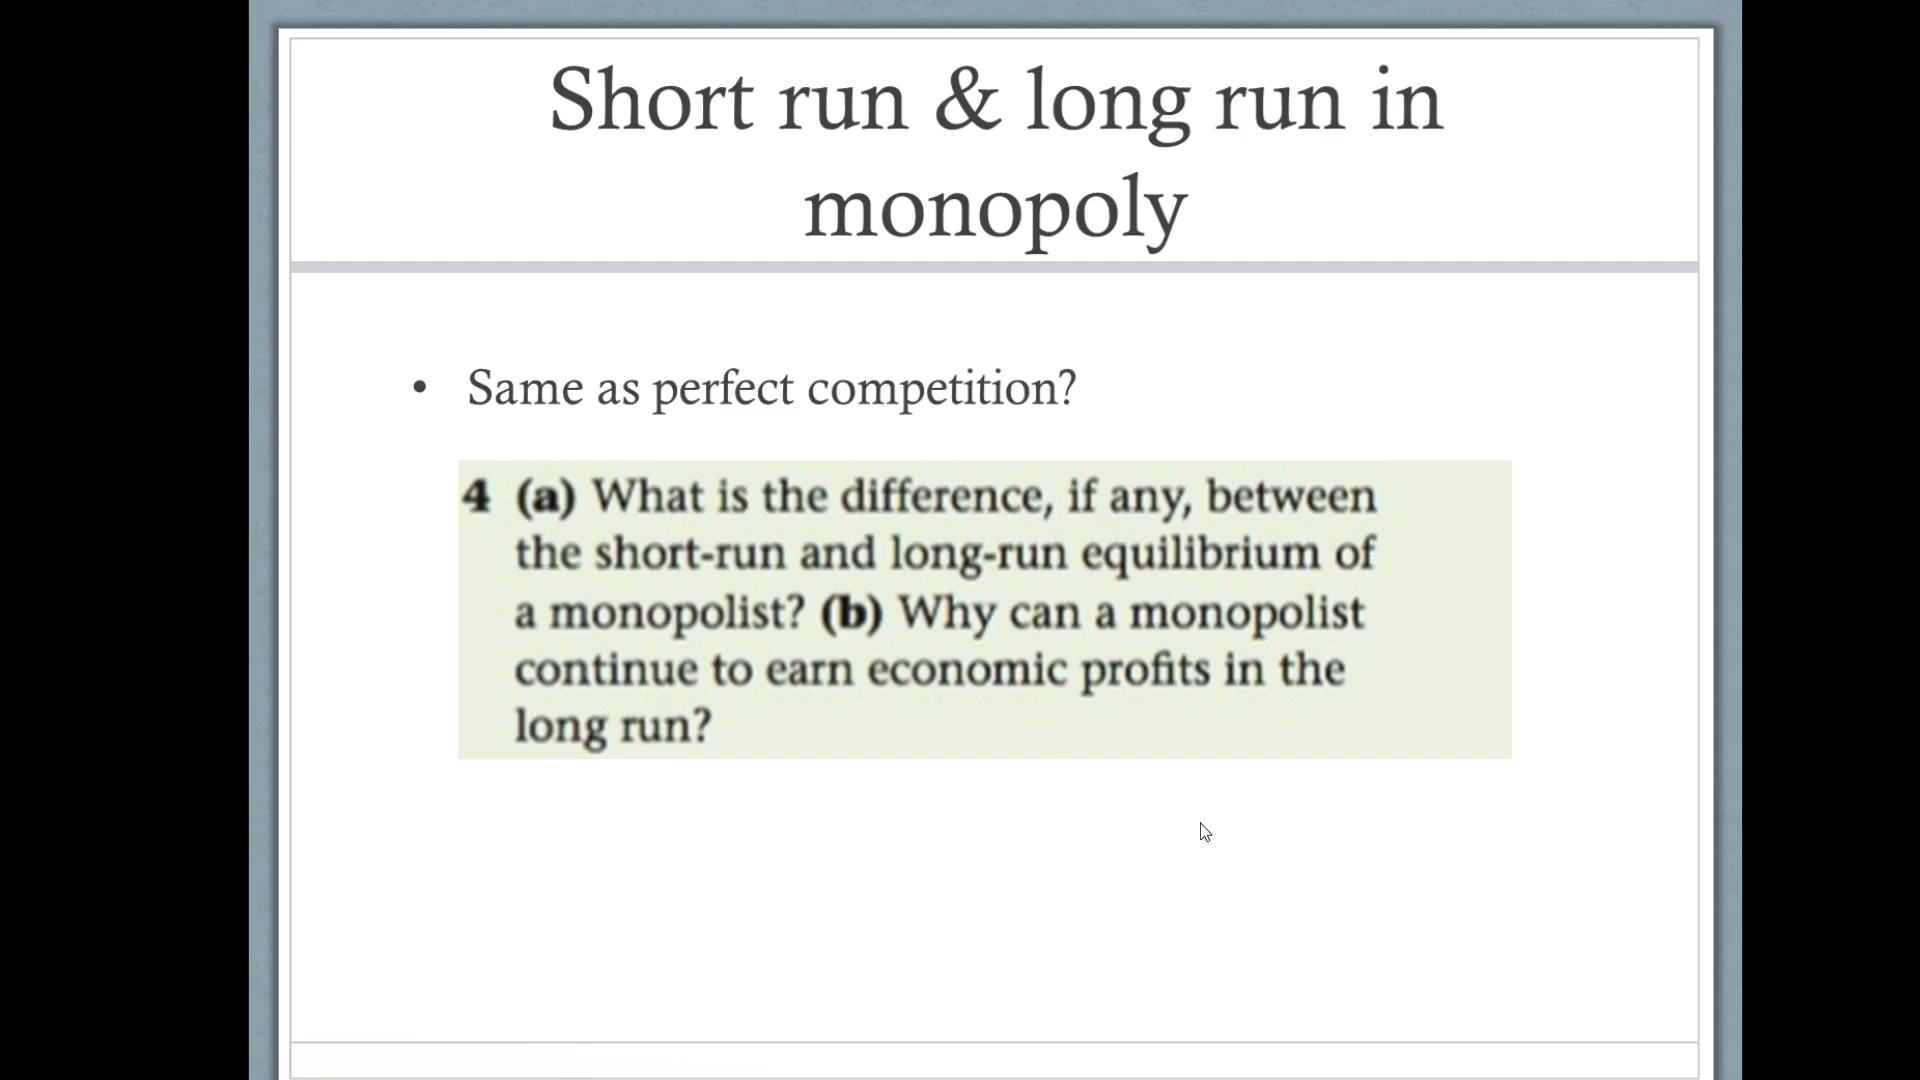 Short run & long run in
monopoly
• Same as perfect competition?
4 (a) What is the difference, if any, between
the short-run and long-run equilibrium of
a monopolist? (b) Why can a monopolist
continue to earn economic profits in the
long run?